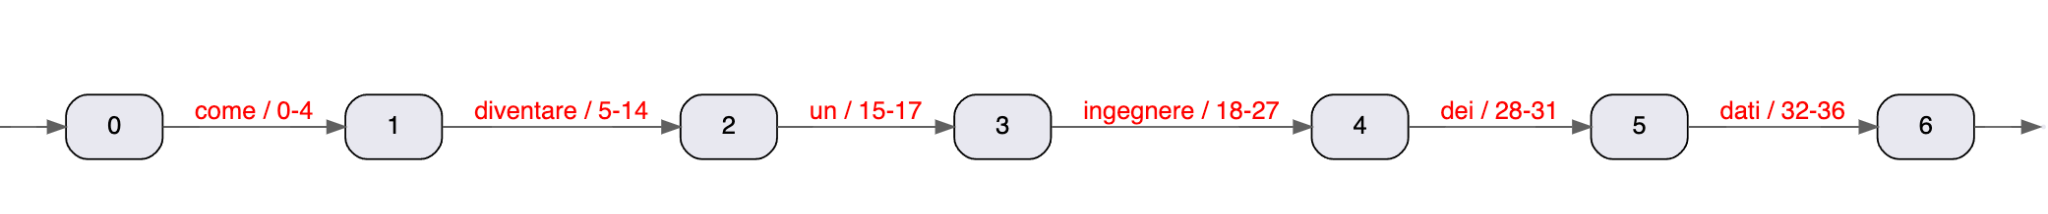 0 come / 0-4 1 diventare / 5-14 2 un / 15-17 3 ingegnere / 18-27 4 dei / 28-31 5 dati / 32-36 6